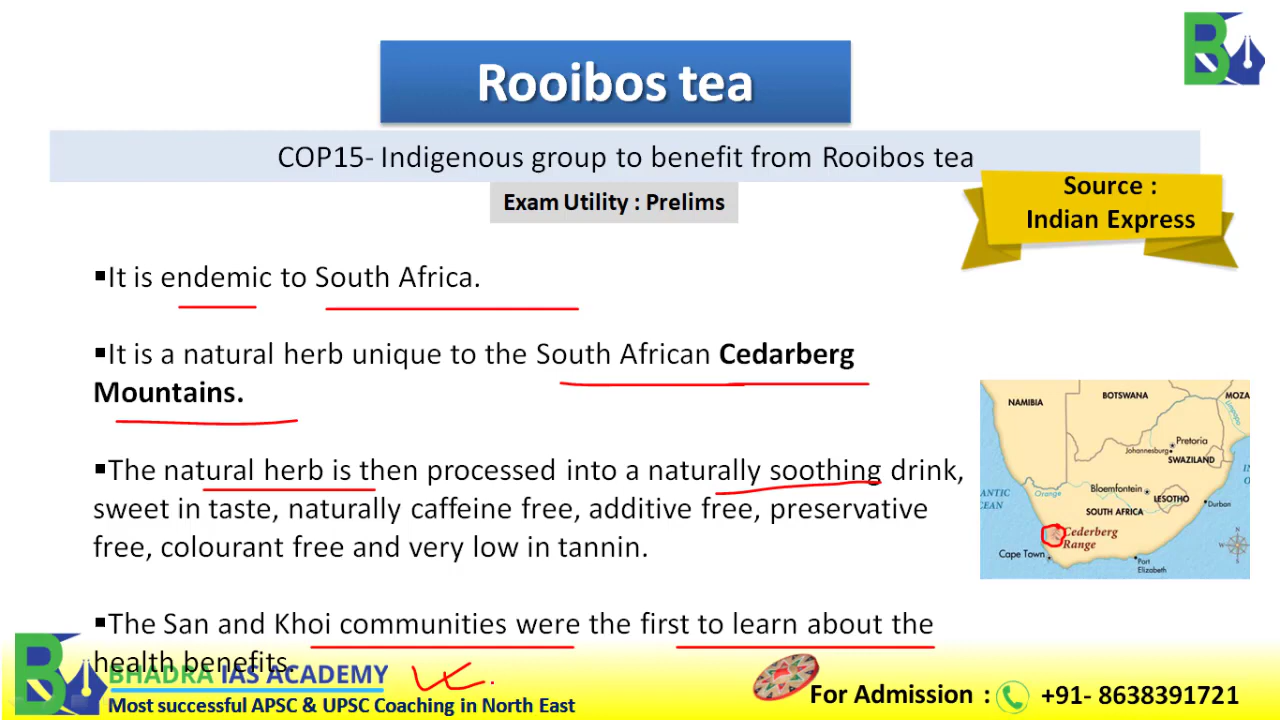 Rooibos tea
COP15- Indigenous group to benefit from Rooibos tea
Exam Utility : Prelims
Source :
Indian Express
▪It is endemic to South Africa.
▪It is a natural herb unique to the South African Cedarberg
Mountains.
▪The natural herb is then processed into a naturally soothing drink,
sweet in taste, naturally caffeine free, additive free, preservative
free, colourant free and very low in tannin.
▪The San and Khoi communities were the first to learn about the
health benefits.
NAMIBIA
BOTSWANA
MOZA
Limpopo
Pretoria
Johannesburg
SWAZILAND
Bloemfontein
LESOTHO
Durban
ANTIC
CEAN
Orange
SOUTH AFRICA
Cederberg
Range
Cape Town
Port
Elizabeth
N
W
BHADRA IAS ACADEMY
Most successful APSC & UPSC Coaching in North East
For Admission : +91- 8638391721